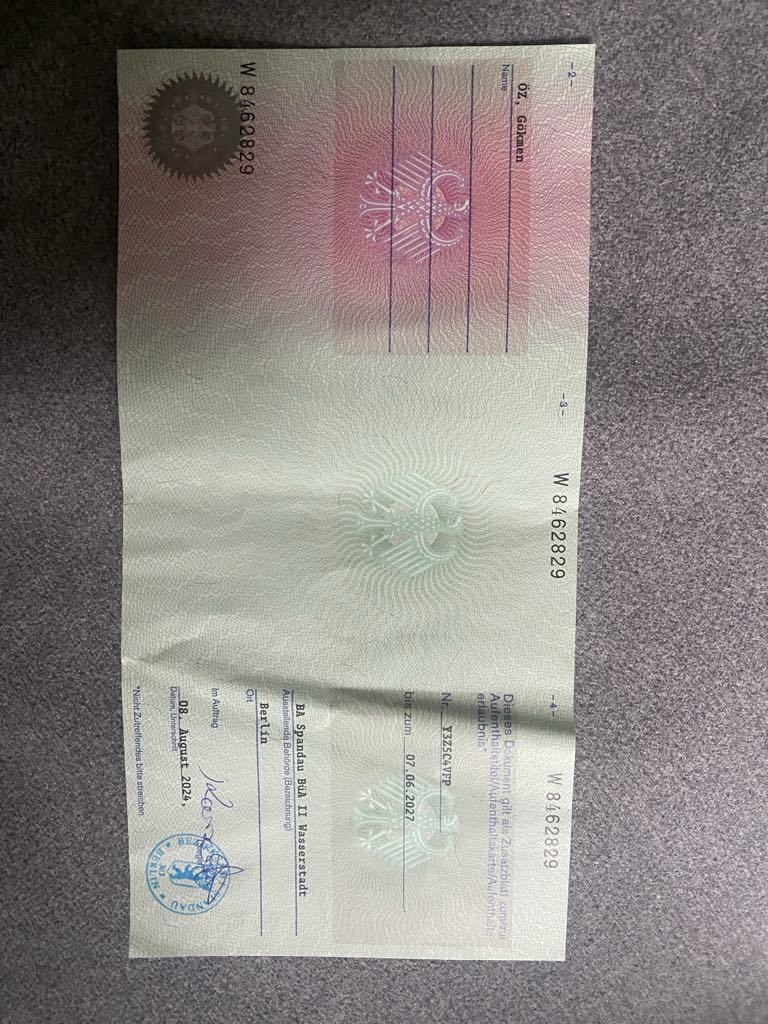 -2-
ÖZ, Gökmen
Name
W 8462829
-3-
W 8462829
-4-
W 8462829
Dieses Dokument gilt als Zusatzblatt zum/zur
Aufenthaltstitel/Aufenthaltskarte/Aufenthalts-
erlaubnis*
Nr. Y3Z5C4VFP
bis zum 07.06.2027
BA Spandau BüA II Wasserstadt
Ausstellende Behörde (Bezeichnung)
Berlin
Ort
Im Auftrag
08 August 2024,
Datum, Unterschrift
BERLIN
*Nicht Zutreffendes bitte streichen.